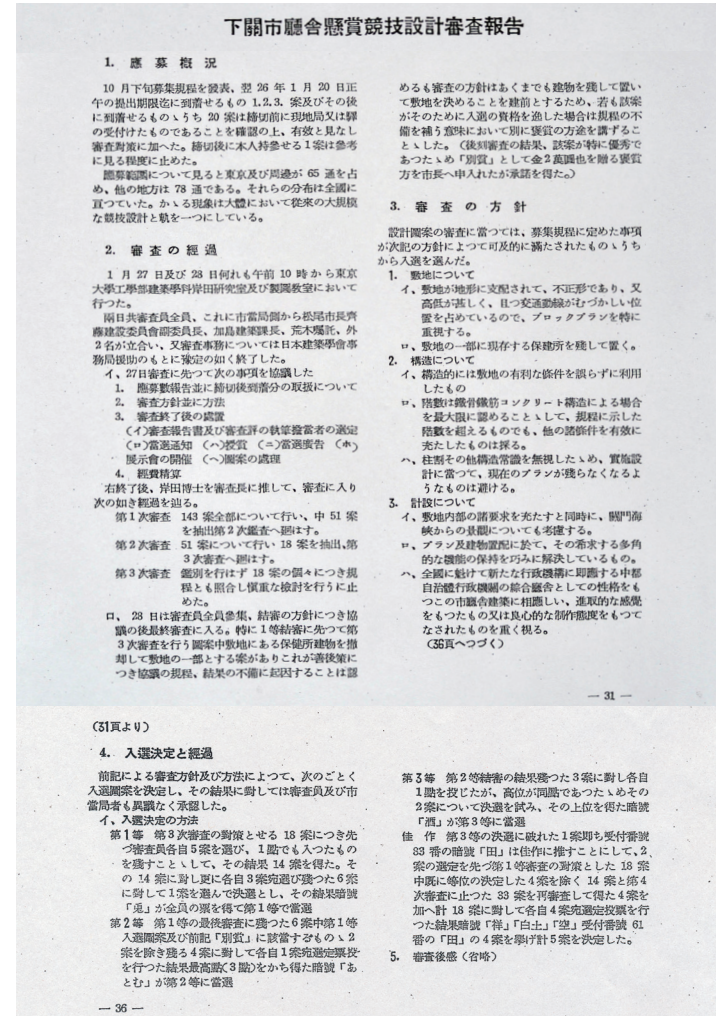 下關市廳舍懸賞競技設計審査報告
1. 應募概況
10月下旬募集規程を發表、翌26年1月20日正
午の提出期限迄に到着せるもの1.2.3.案及びその後
に到着せるものゝうち20案は締切前に現地局又は驛
の受付けたものであることを確認の上、有效と見なし
審査對策に加へた。締切後に本人持參せる1案は參考
に見る程度に止めた。
應募範圍について見ると東京及び周邊が65通を占
め、他の地方は78通である。それらの分布は全國に
亘つていた。かゝる現象は大體において從來の大規模
な競技設計と軌を一つにしている。
2. 審査の經過
1月27日及び28日何れも午前10時から東京
大學工學部建築學科岸田研究室及び製圖敎室において
行つた。
兩日共審査員全員、これに市當局側から松尾市長齊
藤建設委員會副委員長、加島建築課長、荒木囑託、外
2名が立合い、又審査事務については日本建築學會事
務局援助のもとに豫定の如く終了した。
イ、27日審査に先つて次の事項を協議した
1. 應募數報告並に締切後到着分の取扱について
2. 審査方針並に方法
3. 審査終了後の處置
(イ)審査報告書及び審査評の執筆擔當者の選定
(ロ)當選通知 (ハ)授賞 (ニ)當選廣告 (ホ)
展示會の開催 (ヘ)圖案の處理
4. 經費精算
右終了後、岸田博士を審査長に推して、審査に入り
次の如き經過を辿る。
第1次審査 143案全部について行い、中51案
を抽出第2次鑑査へ廻はす。
第2次審査 51案について行い18案を抽出、第
3次審査へ廻はす。
第3次審査 鑑別を行はず18案の個々につき規
程とも照合し愼重な檢討を行うに止
めた。
ロ、28日は審査員全員參集、結審の方針につき協
議の後最終審査に入る。特に1等結審に先つて第
3次審査を行う圖案中敷地にある保健所建物を撤
却して敷地の一部とする案がありこれが善後策に
つき協議の規程、結果の不備に起因することは認
めるも審査の方針はあくまでも建物を殘して置い
て敷地を決めることを建前とするため、若も該案
がそのために入選の資格を逸した場合は規程の不
備を補う意味において別に褒賞の方途を講ずるこ
とゝした。(後刻審査の結果、該案が特に優秀で
あつたゝめ「別賞」として金2萬圓也を贈る褒賞
方を市長へ申入れたが承諾を得た。)
3. 審査の方針
設計圖案の審査に當つては、募集規程に定めた事項
が次記の方針によつて可及的に滿たされたものゝうち
から入選を選んだ。
1. 敷地について
イ、敷地が地形に支配されて、不正形であり、又
高低が甚しく、且つ交通動線がむづかしい位
置を占めているので、ブロックプランを特に
重視する。
ロ、敷地の一部に現存する保建所を殘して置く。
2. 構造について
イ、構造的には敷地の有利な條件を誤らずに利用
したもの
ロ、階數は鐵骨鐵筋コンクリート構造による場合
を最大限に認めることゝして、規程に示した
階數を超えるものでも、他の諸條件を有效に
充たしたものは採る。
ハ、柱割その他構造常識を無視したゝめ、實施設
計に當つて、現在のプランが殘らなくなるよ
うなものは避ける。
3. 計設について
イ、敷地内部の諸要求を充たすと同時に、關門海
峽からの景觀についても考慮する。
ロ、プラン及建物置配に於て、その希求する多角
的な機能の保持を巧みに解決しているもの。
ハ、全國に魁けて新たな行政機構に即應する中都
自治體行政機關の綜合廳舍としての性格をも
つこの市廳舍建築に相應しい、進取的な感覺
をもつたもの又は良心的な制作態度をもつて
なされたものを重く視る。
(36頁へつづく)
— 31 —
(31頁より)
4. 入選決定と經過
前記による審査方針及び方法によつて、次のごとく
入選圖案を決定し、その結果に對しては審査員及び市
當局者も異議なく承認した。
イ、入選決定の方法
第1等 第3次審査の對策とせる18案につき先
づ審査員各自5案を選び、1點でも入つたもの
を殘すことゝして、その結果14案を得た。そ
の14案に對し更に各自3案宛選び殘つた6案
に對して1案を選んで決選とし、その結果暗號
「兎」が全員の票を得て第1等で當選
第2等 第1等の最後審査に殘つた6案中第1等
入選圖案及び前記「別賞」に該當するものゝ2
案を除き殘る4案に對して各自1案宛選定票投
を行つた結果最高點(3點)をかち得た暗號「あ
とむ」が第2等に當選
— 36 —
第3等 第2等結審の結果殘つた3案に對し各自
1點を投じたが、高位が同點であつたゝめその
2案について決選を試み、その上位を得た暗號
「酒」が第3等に當選
佳作 第3等の決選に破れた1案即ち受付番號
83番の暗號「田」は佳作に推すことにして、2
案の選定を先づ第1等審査の對策とした18案
中既に等位の決定した4案を除く14案と第4
次審査に止つた33案を再審査して得た4案を
加へ計18案に對して各自4案宛選定投票を行
つた結果暗號「祥」「白土」「空」受付番號61
番の「田」の4案を擧げ計5案を決定した。
5. 審査後感(省略)